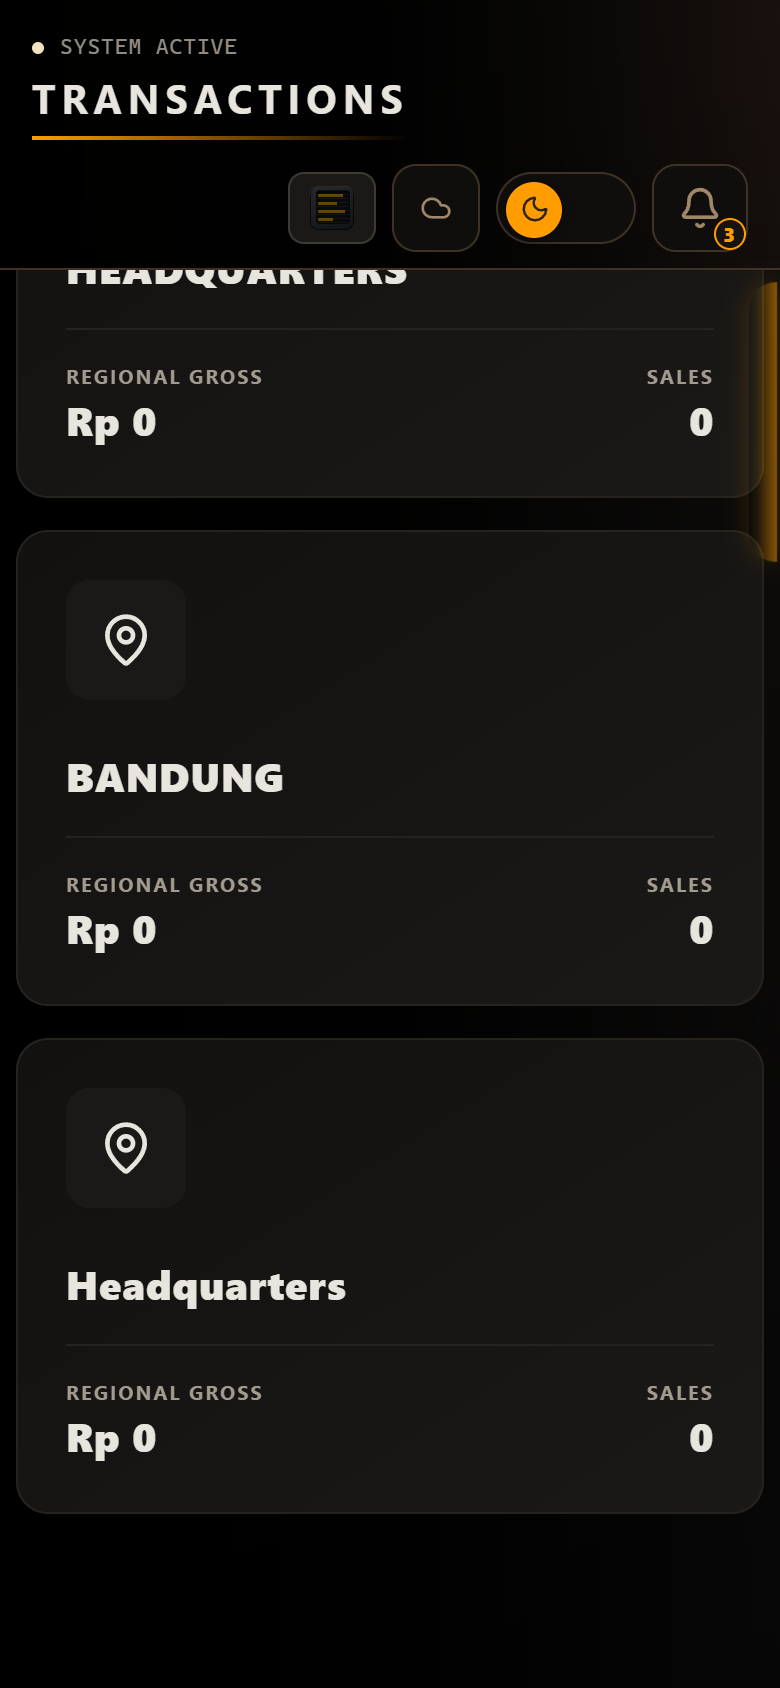 SYSTEM ACTIVE
TRANSACTIONS
3
HEADQUARTERS
REGIONAL GROSS SALES
Rp 0 0
BANDUNG
REGIONAL GROSS SALES
Rp 0 0
Headquarters
REGIONAL GROSS SALES
Rp 0 0